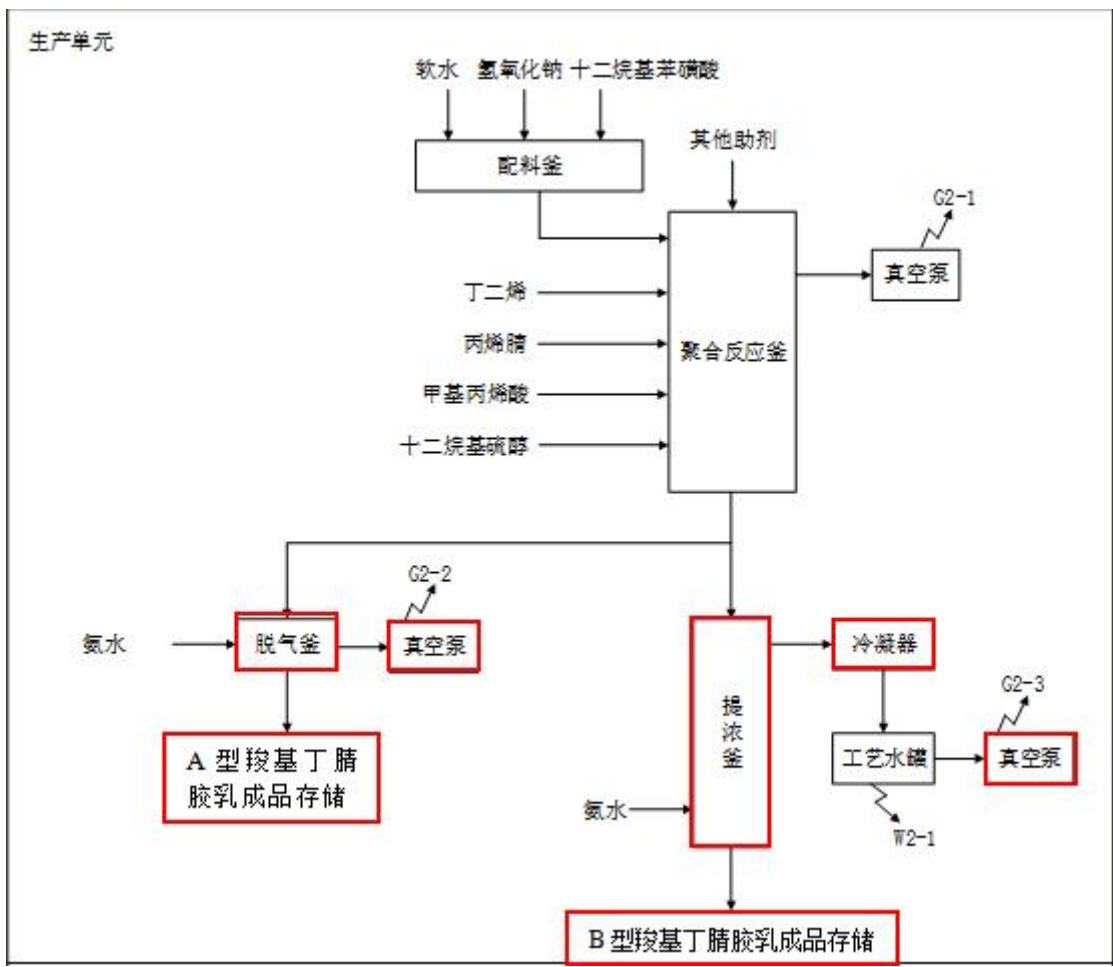 生产单元
软水 氢氧化钠 十二烷基苯磺酸
其他助剂
配料釜
G2-1
真空泵
丁二烯
丙烯腈
聚合反应釜
甲基丙烯酸
十二烷基硫醇
G2-2
氨水
脱气釜
真空泵
冷凝器
G2-3
提浓釜
A 型羧基丁腈
胶乳成品存储
工艺水罐
真空泵
氨水
W2-1
B 型羧基丁腈胶乳成品存储